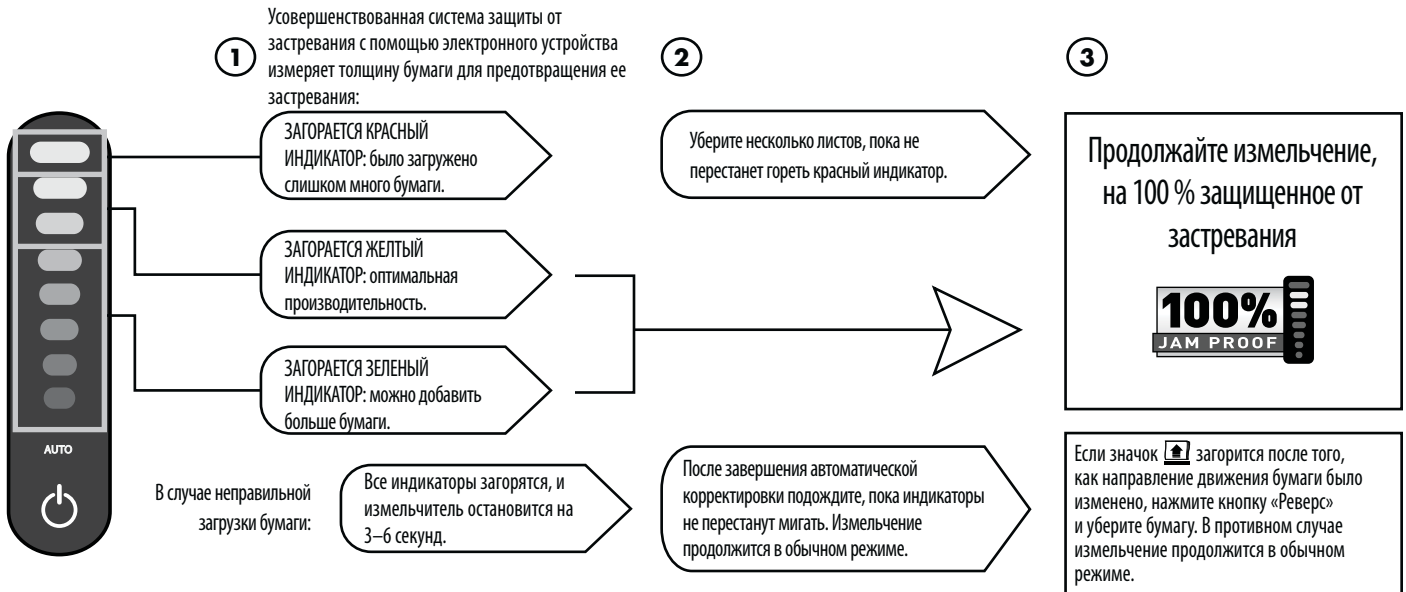 1
Усовершенствованная система защиты от
застревания с помощью электронного устройства
измеряет толщину бумаги для предотвращения ее
застревания:
2
3
ЗАГОРАЕТСЯ КРАСНЫЙ
ИНДИКАТОР: было загружено
слишком много бумаги.
Уберите несколько листов, пока не
перестанет гореть красный индикатор.
Продолжайте измельчение,
на 100 % защищенное от
застревания
ЗАГОРАЕТСЯ ЖЕЛТЫЙ
ИНДИКАТОР: оптимальная
производительность.
100%
JAM PROOF
ЗАГОРАЕТСЯ ЗЕЛЕНЫЙ
ИНДИКАТОР: можно добавить
больше бумаги.
AUTO
В случае неправильной
загрузки бумаги:
Все индикаторы загорятся, и
измельчитель остановится на
3–6 секунд.
После завершения автоматической
корректировки подождите, пока индикаторы
не перестанут мигать. Измельчение
продолжится в обычном режиме.
Если значок загорится после того,
как направление движения бумаги было
изменено, нажмите кнопку «Реверс»
и уберите бумагу. В противном случае
измельчение продолжится в обычном
режиме.